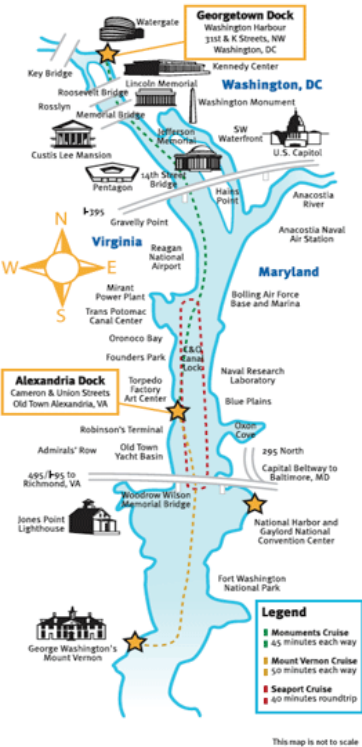 Watergate
Georgetown Dock
Washington Harbour
31st & K Streets, NW
Washington, DC
Key Bridge
Kennedy Center
Roosevelt Bridge
Lincoln Memorial
Washington, DC
Rosslyn
Memorial Bridge
Washington Monument
Jefferson
Memorial
SW
Waterfront
Custis Lee Mansion
U.S. Capitol
14th Street
Bridge
Pentagon
Hains
Point
Anacostia
River
I-395
Gravelly Point
Anacostia Naval
Air Station
N
Virginia
W
E
S
Reagan
National
Airport
Maryland
Mirant
Power Plant
Bolling Air Force
Base and Marina
Trans Potomac
Canal Center
Oronoco Bay
C&O
Canal
Lock
Founders Park
Naval Research
Laboratory
Alexandria Dock
Cameron & Union Streets
Old Town Alexandria, VA
Torpedo
Factory
Art Center
Blue Plains
Robinson's Terminal
Oxon
Cove
Admirals' Row
Old Town
Yacht Basin
295 North
495/I-95 to
Richmond, VA
Capital Beltway to
Baltimore, MD
Woodrow Wilson
Memorial Bridge
Jones Point
Lighthouse
National Harbor and
Gaylord National
Convention Center
Fort Washington
National Park
George Washington's
Mount Vernon
Legend
Monuments Cruise
45 minutes each way
Mount Vernon Cruise
50 minutes each way
Seaport Cruise
40 minutes roundtrip
This map is not to scale